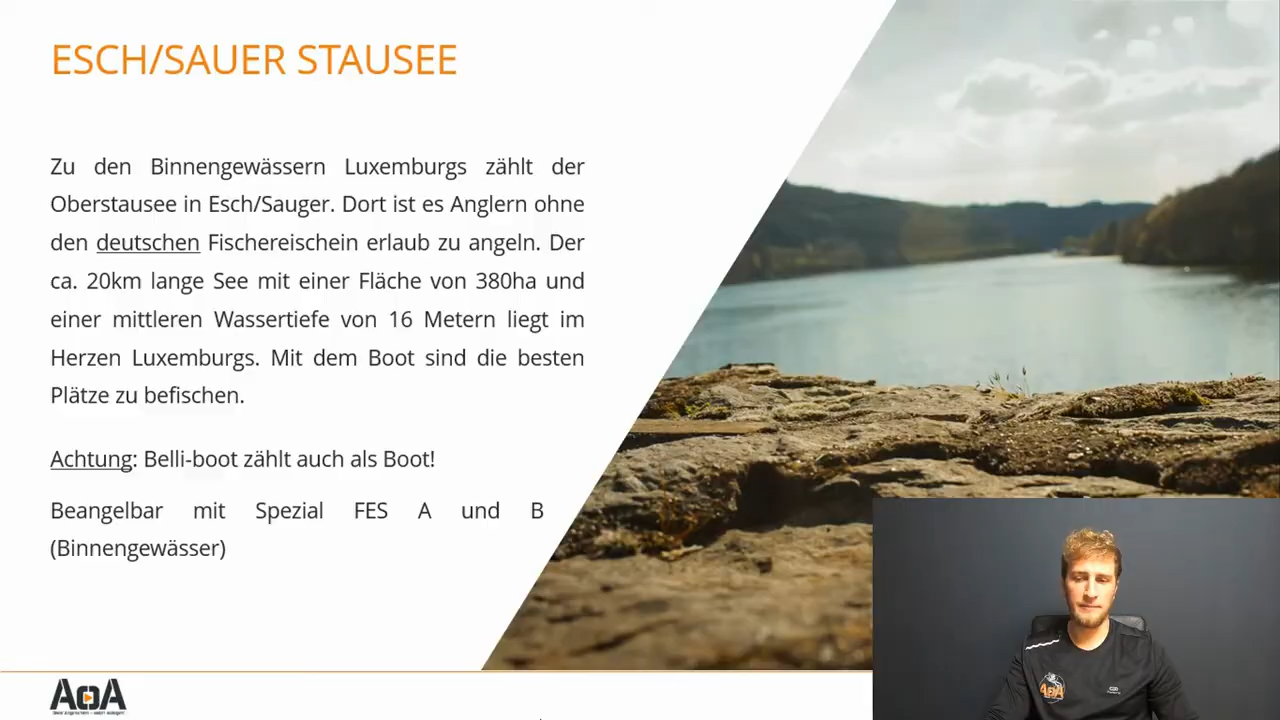 ESCH/SAUER STAUSEE
Zu den Binnengewässern Luxemburgs zählt der
Oberstausee in Esch/Sauger. Dort ist es Anglern ohne
den deutschen Fischereischein erlaub zu angeln. Der
ca. 20km lange See mit einer Fläche von 380ha und
einer mittleren Wassertiefe von 16 Metern liegt im
Herzen Luxemburgs. Mit dem Boot sind die besten
Plätze zu befischen.
Achtung: Belli-boot zählt auch als Boot!
Beangelbar mit Spezial FES A und B
(Binnengewässer)
AOA
AOA